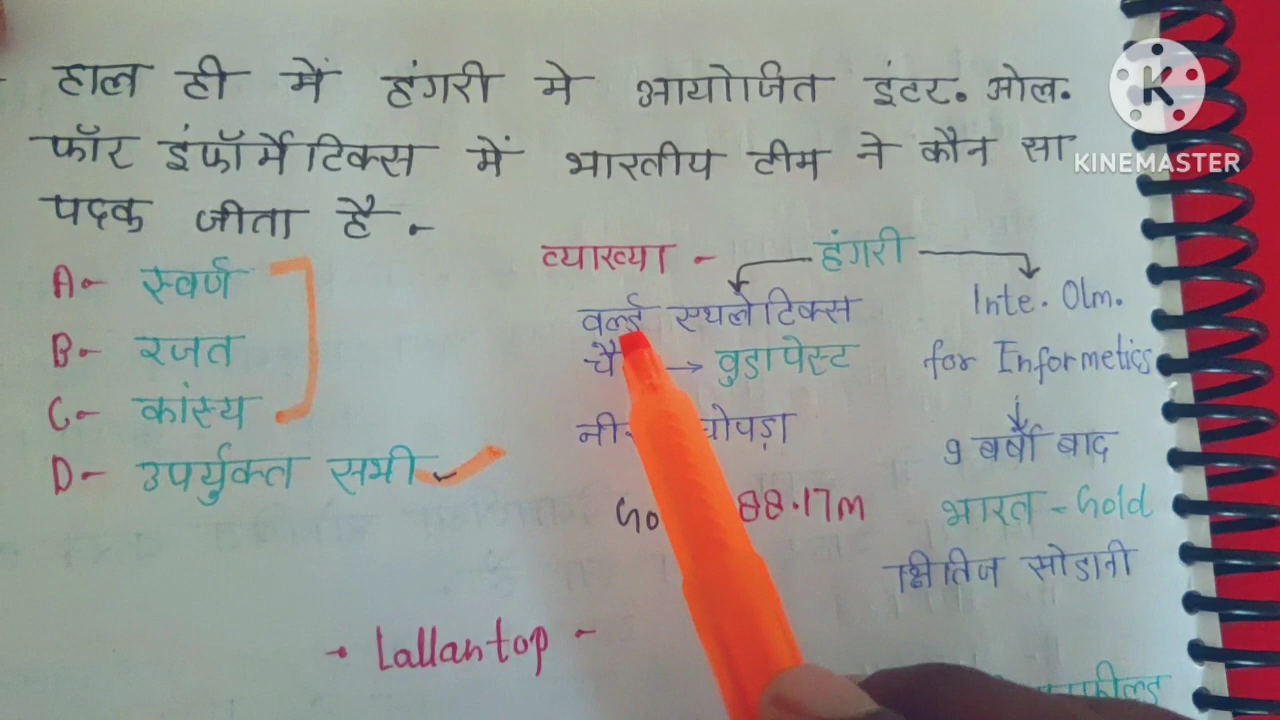 हाल ही में हंगरी मे आयोजित इंटर. ओल.
फॉर इंफॉर्मेटिक्स में भारतीय टीम ने कौन सा
पदक जीता है .-
A- स्वर्ण
B- रजत
C- कांस्य
D- उपर्युक्त सभी
व्याख्या - हंगरी
वर्ल्ड एथलेटिक्स
→ वुडापेस्ट
चोपड़ा
88.17m
Inte. Olm.
for Informetics
9 वर्षो बाद
भारत - Gold
क्षितिज सोडानी
- Lallantop -
K
KINEMASTER